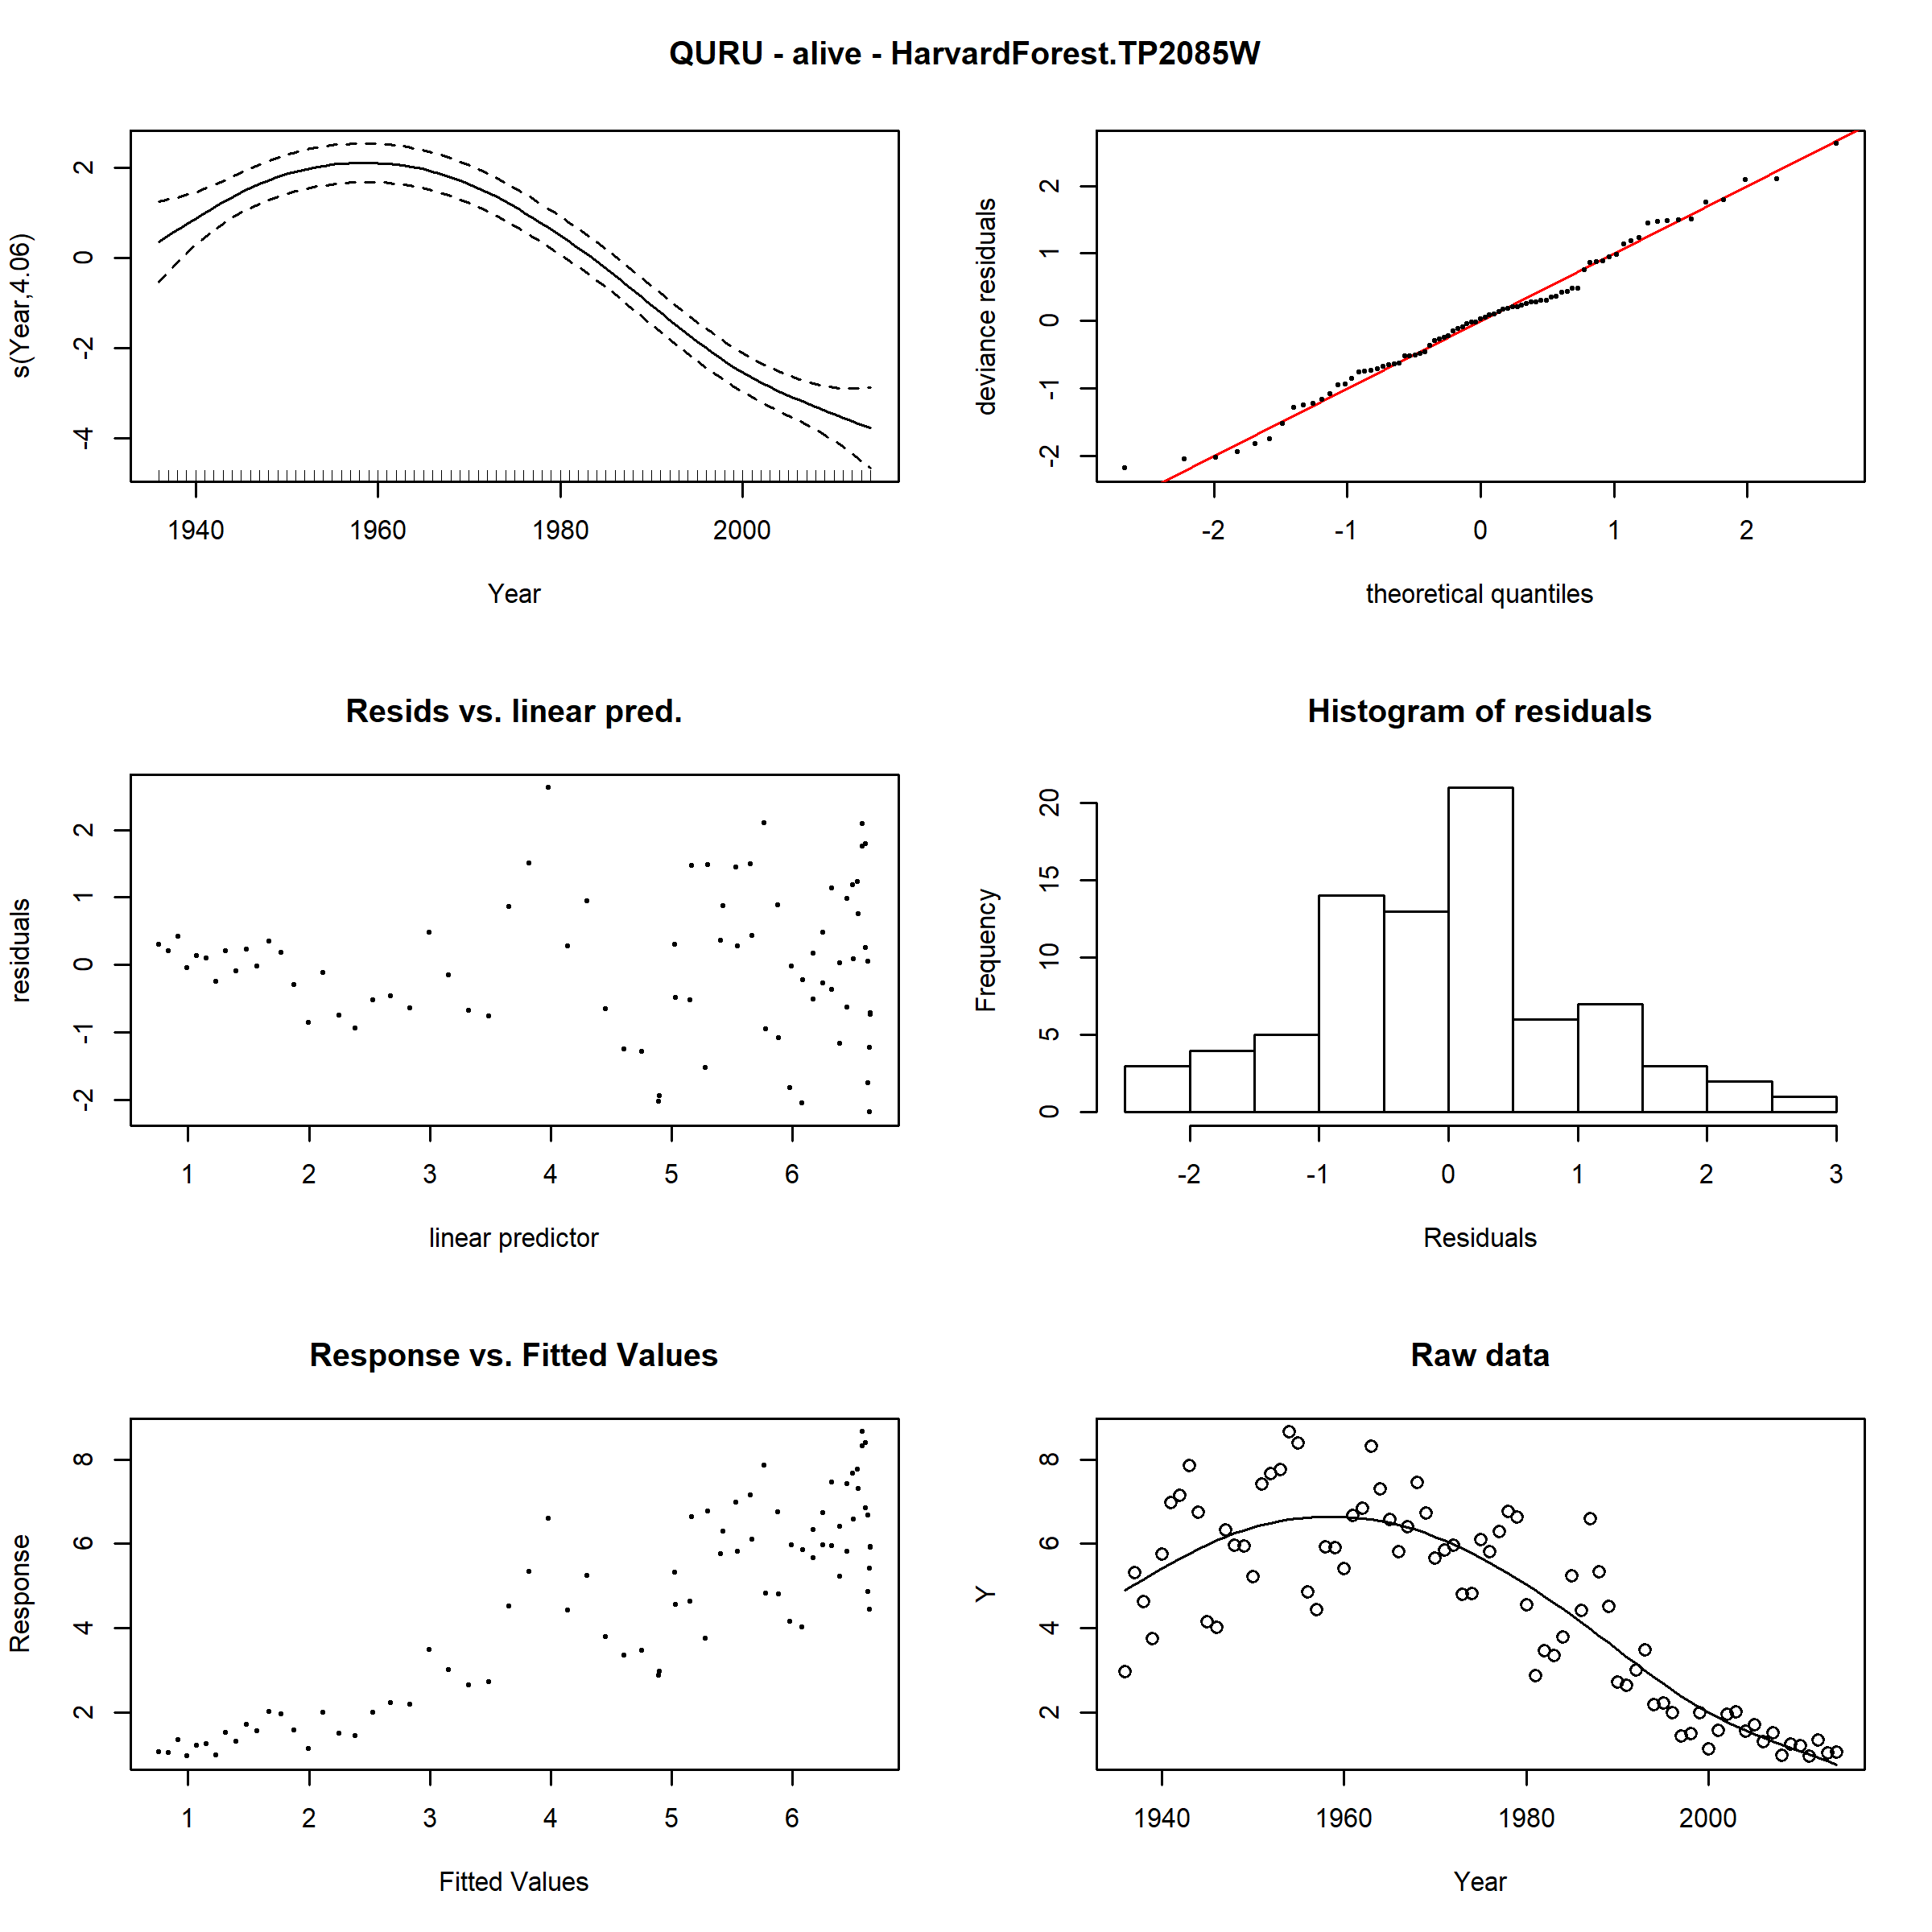 QURU - alive - HarvardForest.TP2085W
s(Year,4.06)
2
0
-2
-4
1940 1960 1980 2000
Year
deviance residuals
2
1
0
-1
-2
-2 -1 0 1 2
theoretical quantiles
Resids vs. linear pred.
residuals
2
1
0
-1
-2
1 2 3 4 5 6
linear predictor
Histogram of residuals
Frequency
20
15
10
5
0
-2 -1 0 1 2 3
Residuals
Response vs. Fitted Values
Response
8
6
4
2
1 2 3 4 5 6
Fitted Values
Raw data
Y
8
6
4
2
1940 1960 1980 2000
Year